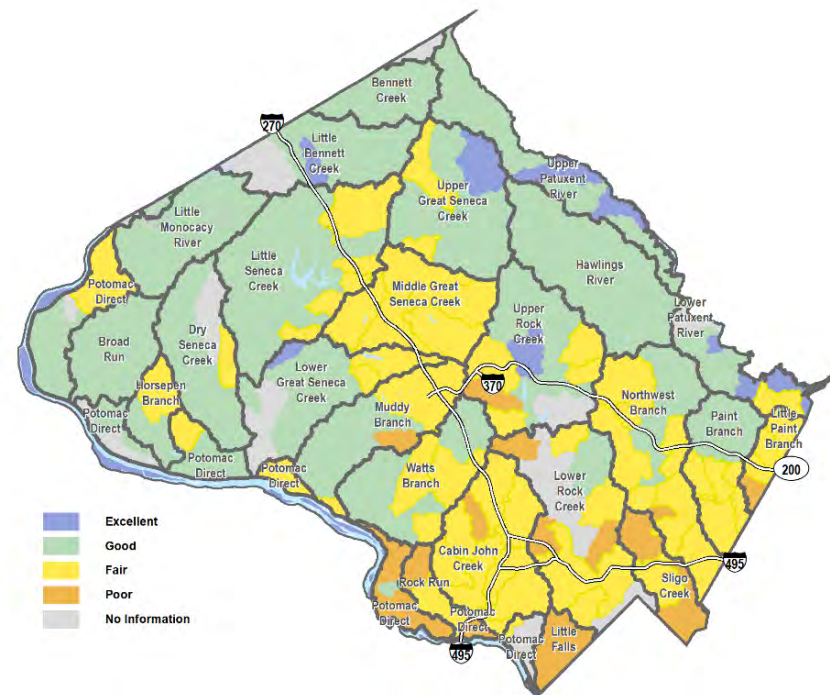 Bennett
Creek
270
Little
Bennett
Creek
Upper
Patuxent
River
Upper
Great Seneca
Creek
Little
Monocacy
River
Little
Seneca
Creek
Hawlings
River
Potomac
Direct
Middle Great
Seneca Creek
Lower
Patuxent
River
Upper
Rock
Creek
Broad
Run
Dry
Seneca
Creek
Lower
Great Seneca
Creek
370
Horsepen
Branch
Northwest
Branch
Muddy
Branch
Paint
Branch
Little
Paint
Branch
Potomac
Direct
Potomac
Direct
Potomac
Direct
Watts
Branch
Lower
Rock
Creek
200
Excellent
Good
Fair
Poor
No Information
Cabin John
Creek
495
Rock Run
Sligo
Creek
Potomac
Direct
Potomac
Direct
Potomac
Direct
Little
Falls
495